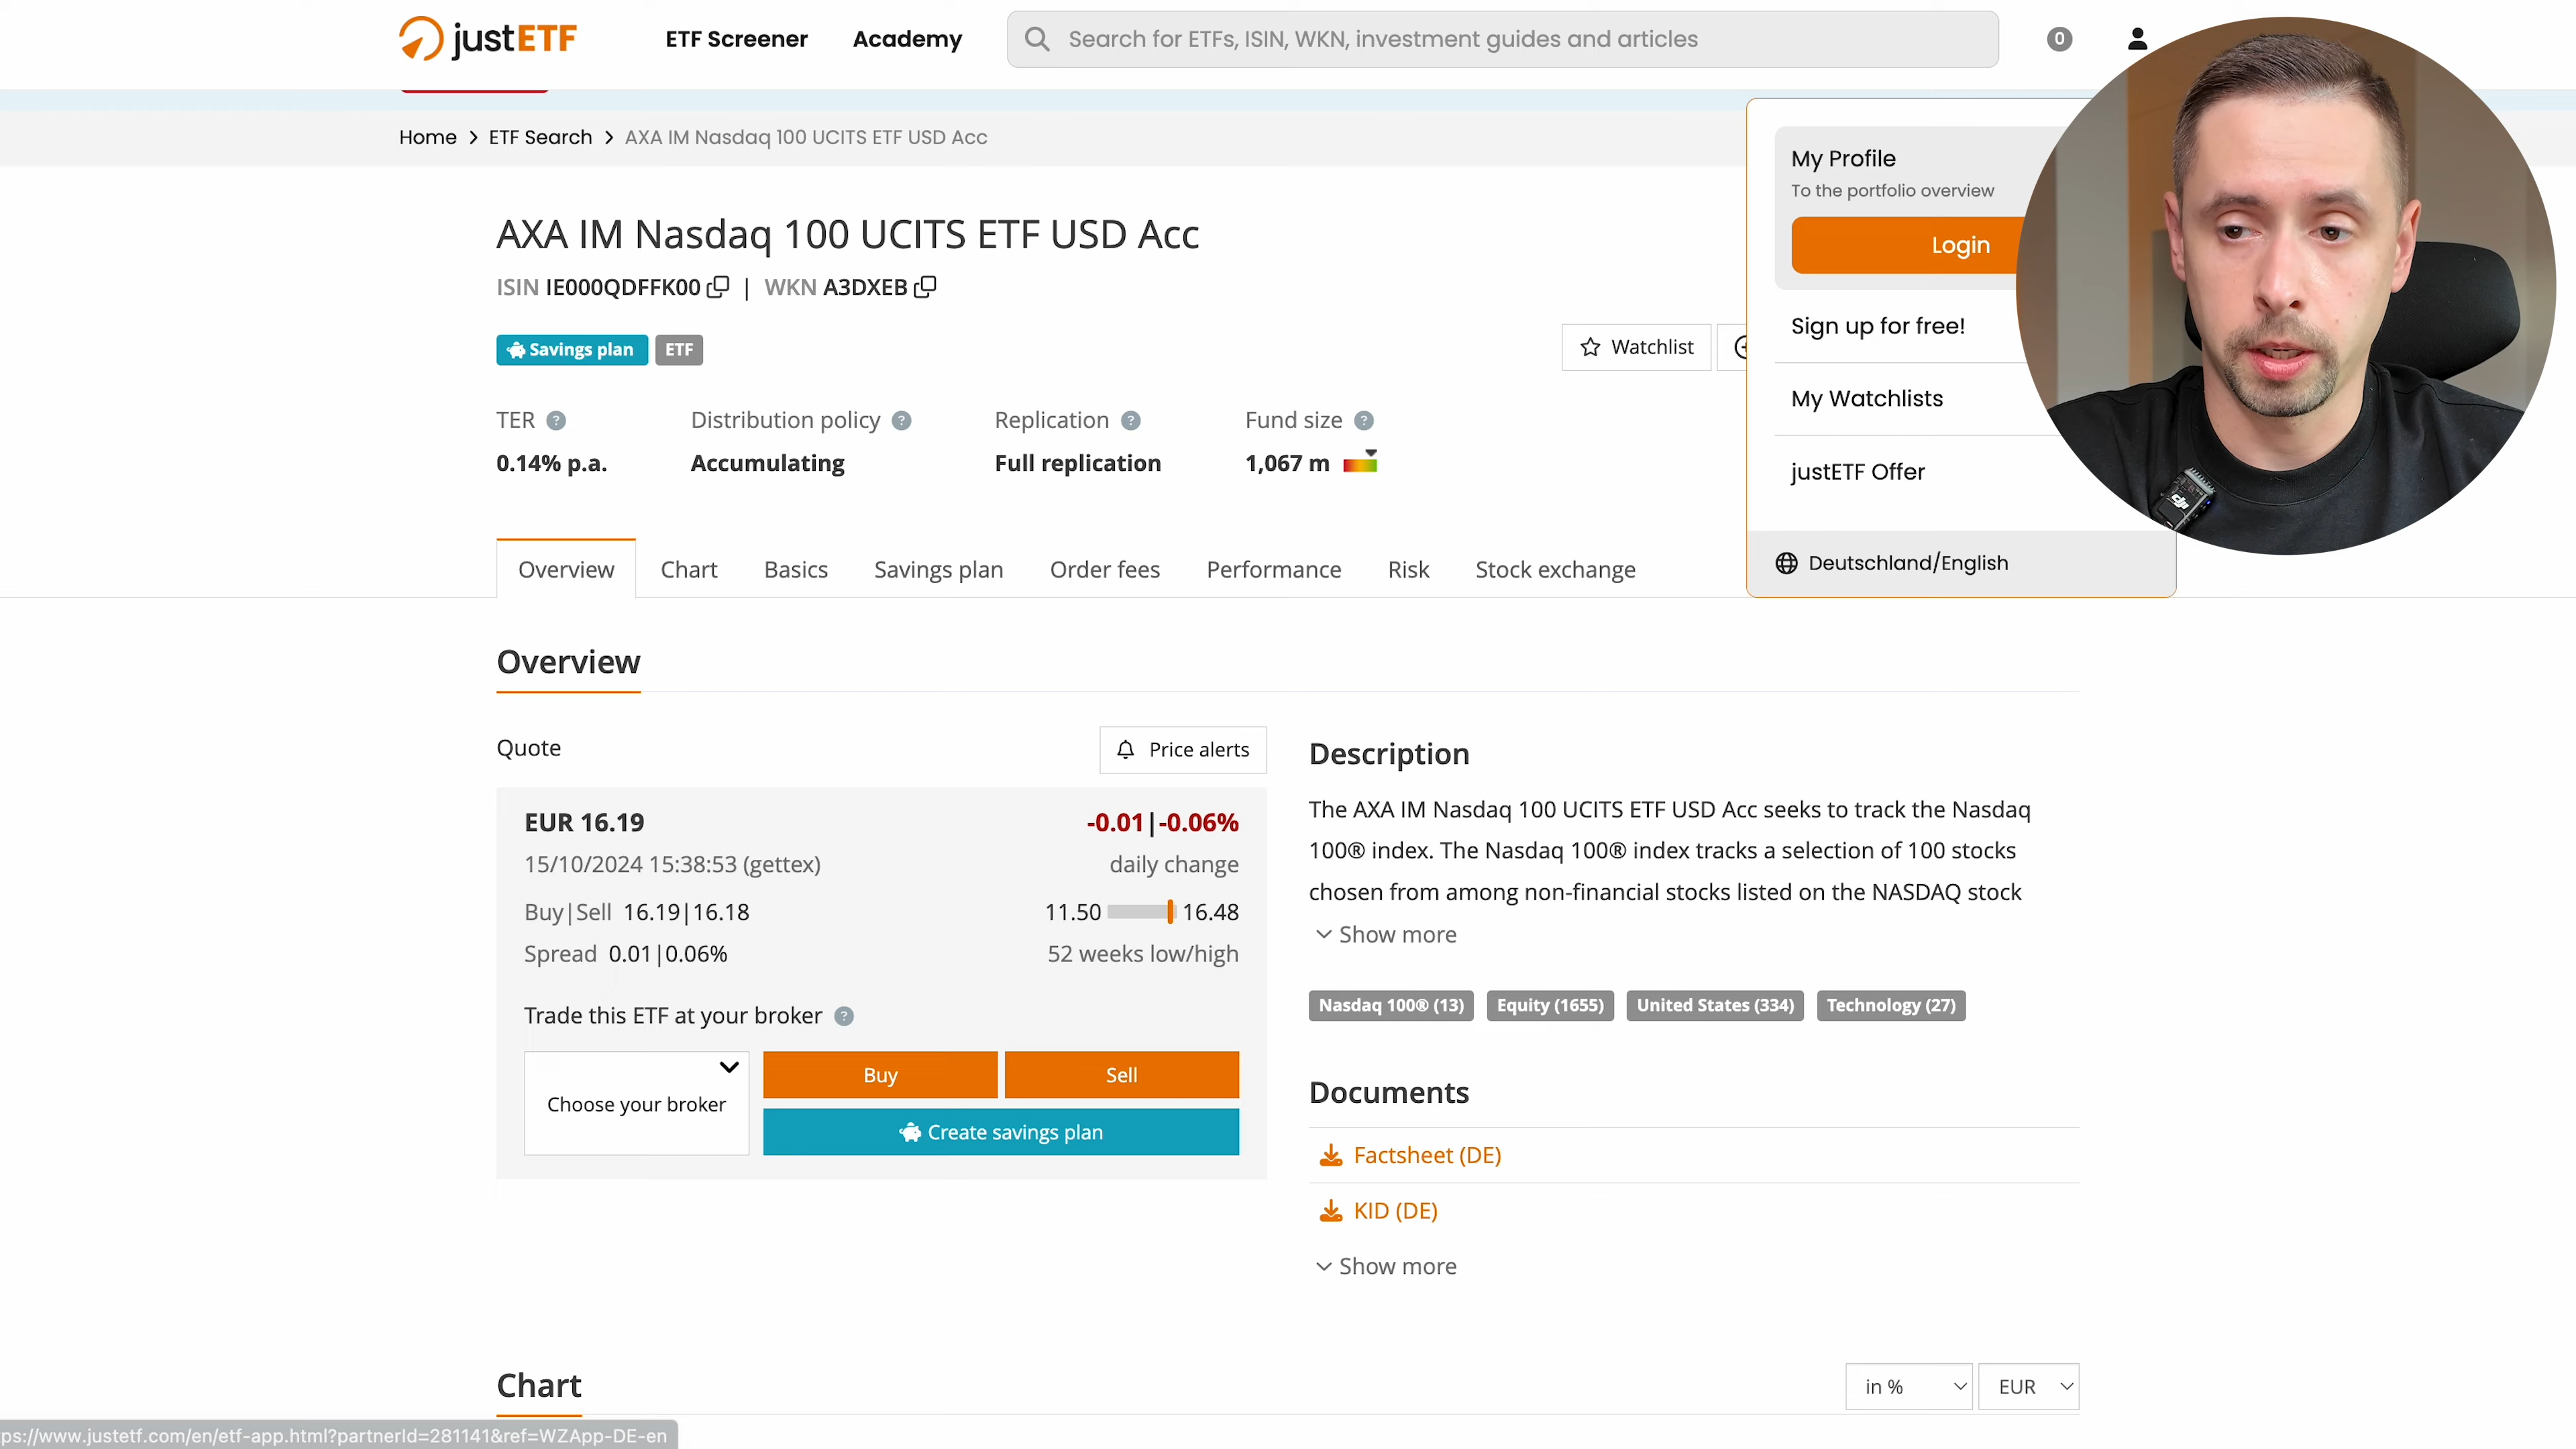 justETF
ETF Screener
Academy
Search for ETFs, ISIN, WKN, investment guides and articles
0
Home > ETF Search > AXA IM Nasdaq 100 UCITS ETF USD Acc
AXA IM Nasdaq 100 UCITS ETF USD Acc
ISIN IE000QDFFK00 | WKN A3DXEB
Savings plan
ETF
Watchlist
My Profile
To the portfolio overview
Login
Sign up for free!
My Watchlists
justETF Offer
Deutschland/English
TER ? Distribution policy ? Replication ? Fund size ?
0.14% p.a. Accumulating Full replication 1,067 m
Overview Chart Basics Savings plan Order fees Performance Risk Stock exchange
Overview
Quote
Price alerts
EUR 16.19 -0.01|-0.06%
15/10/2024 15:38:53 (gettex) daily change
Buy|Sell 16.19|16.18 11.50 16.48
Spread 0.01|0.06% 52 weeks low/high
Trade this ETF at your broker ?
Choose your broker
Buy
Sell
Create savings plan
Description
The AXA IM Nasdaq 100 UCITS ETF USD Acc seeks to track the Nasdaq
100® index. The Nasdaq 100® index tracks a selection of 100 stocks
chosen from among non-financial stocks listed on the NASDAQ stock
Show more
Nasdaq 100® (13) Equity (1655) United States (334) Technology (27)
Documents
Factsheet (DE)
KID (DE)
Show more
Chart
in %
EUR
ps://www.justetf.com/en/etf-app.html?partnerId=281141&ref=WZApp-DE-en
dji